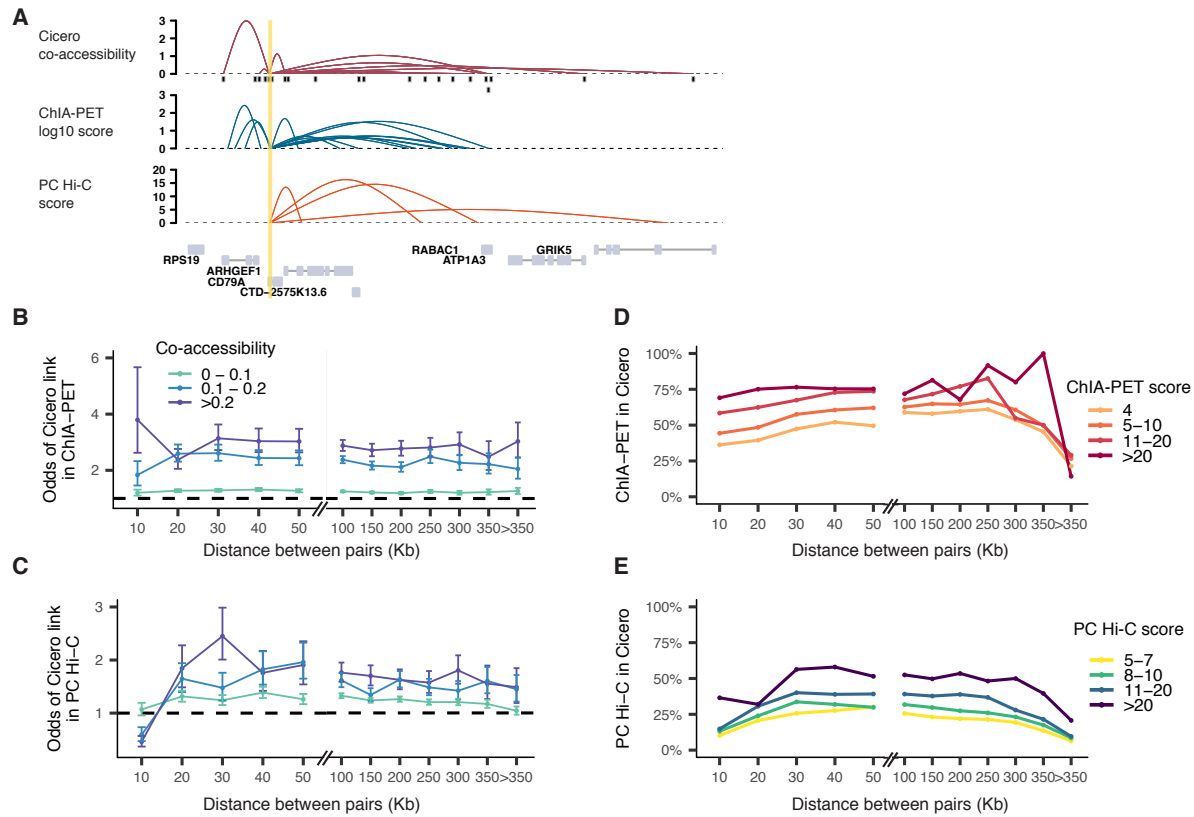 A
Cicero
co-accessibility
3
2
1
0
ChIA-PET
log10 score
3
2
1
0
PC Hi-C
score
20
15
10
5
0
RPS19
ARHGEF1
CD79A
CTD-2575K13.6
RABAC1
ATP1A3
GRIK5
B
Odds of Cicero link
in ChIA−PET
6
4
2
Co-accessibility
0 − 0.1
0.1 − 0.2
>0.2
10 20 30 40 50 100 150 200 250 300 350 >350
Distance between pairs (Kb)
C
Odds of Cicero link
in PC Hi−C
3
2
1
10 20 30 40 50 100 150 200 250 300 350 >350
Distance between pairs (Kb)
D
ChIA−PET in Cicero
100%
75%
50%
25%
0%
ChIA-PET score
4
5−10
11−20
>20
10 20 30 40 50 100 150 200 250 300 350 >350
Distance between pairs (Kb)
E
PC Hi−C in Cicero
100%
75%
50%
25%
0%
PC Hi-C score
5−7
8−10
11−20
>20
10 20 30 40 50 100 150 200 250 300 350 >350
Distance between pairs (Kb)